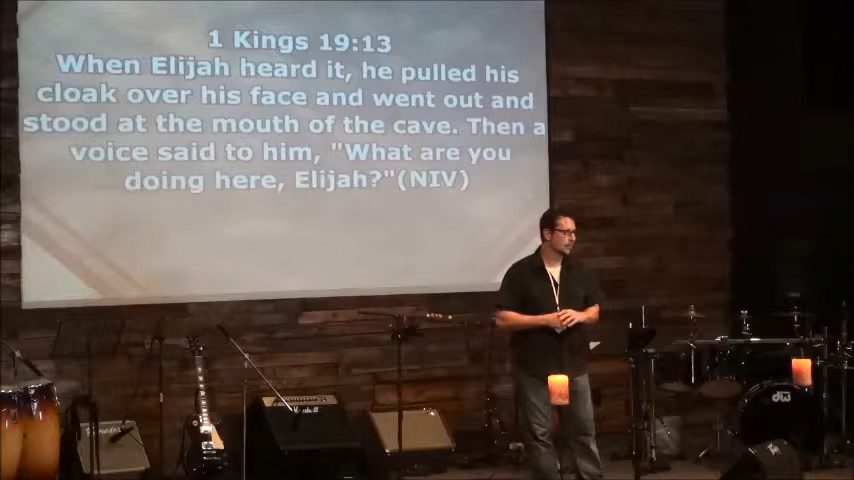 1 Kings 19:13
When Elijah heard it, he pulled his
cloak over his face and went out and
stood at the mouth of the cave. Then a
voice said to him, "What are you
doing here, Elijah?"(NIV)
Marshall
dw